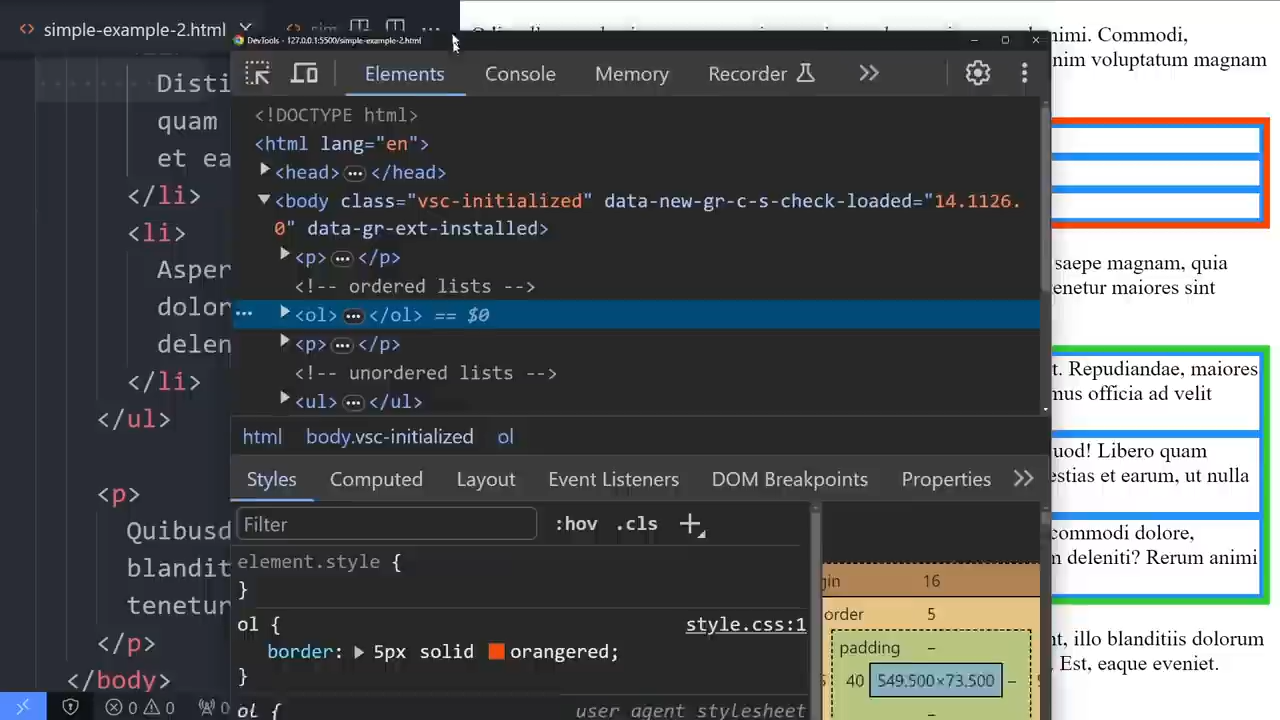 simple-example-2.html
DevTools - 127.0.0.1:5500/simple-example-2.html
Elements
Console
Memory
Recorder
<!DOCTYPE html>
<html lang="en">
<head> ••• </head>
<body class="vsc-initialized" data-new-gr-c-s-check-loaded="14.1126.
0" data-gr-ext-installed>
<p> ••• </p>
<!-- ordered lists -->
••• <ol> ••• </ol> == $0
<p> ••• </p>
<!-- unordered lists -->
<ul> ••• </ul>
html body.vsc-initialized ol
Styles Computed Layout Event Listeners DOM Breakpoints Properties
Filter
:hov .cls
element.style {
}
ol { style.css:1
border: 5px solid orangered;
}
ol { user agent stylesheet
16
order 5
padding –
40 549.500×73.500 –
–
Disti
quam
et ea
</li>
<li>
Asper
dolor
delen
</li>
</ul>
<p>
Quibusd
blandit
tenetur
</p>
</body>
0 0
nimi. Commodi,
nim voluptatum magnam
saepe magnam, quia
enetur maiores sint
t. Repudiandae, maiores
mus officia ad velit
uod! Libero quam
estias et earum, ut nulla
commodi dolore,
m deleniti? Rerum animi
nt, illo blanditiis dolorum
. Est, eaque eveniet.